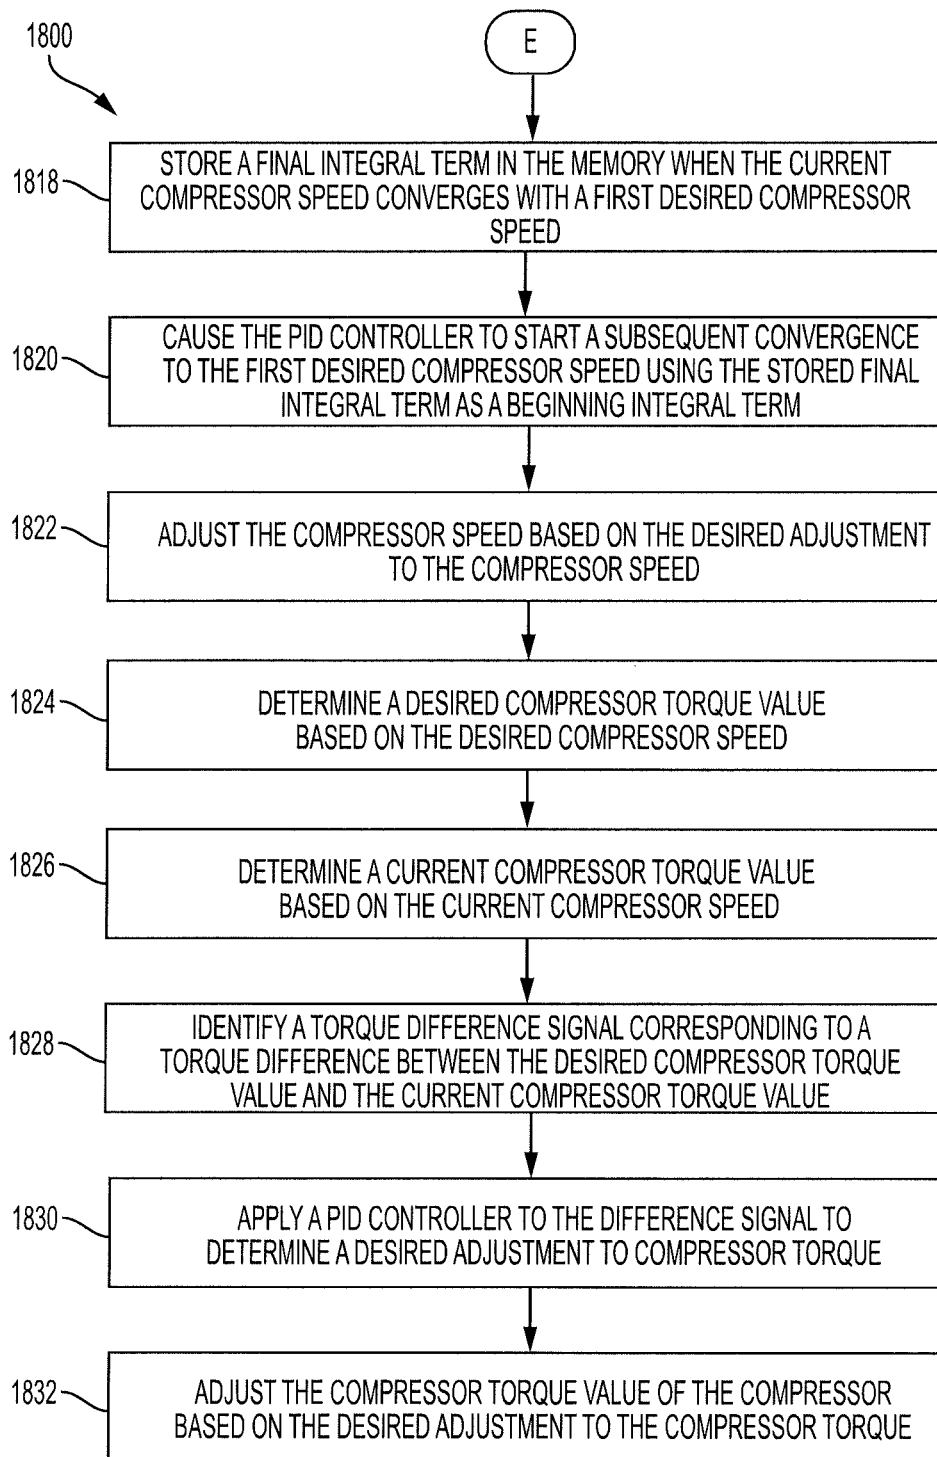 1800
E
1818
STORE A FINAL INTEGRAL TERM IN THE MEMORY WHEN THE CURRENT
COMPRESSOR SPEED CONVERGES WITH A FIRST DESIRED COMPRESSOR
SPEED
1820
CAUSE THE PID CONTROLLER TO START A SUBSEQUENT CONVERGENCE
TO THE FIRST DESIRED COMPRESSOR SPEED USING THE STORED FINAL
INTEGRAL TERM AS A BEGINNING INTEGRAL TERM
1822
ADJUST THE COMPRESSOR SPEED BASED ON THE DESIRED ADJUSTMENT
TO THE COMPRESSOR SPEED
1824
DETERMINE A DESIRED COMPRESSOR TORQUE VALUE
BASED ON THE DESIRED COMPRESSOR SPEED
1826
DETERMINE A CURRENT COMPRESSOR TORQUE VALUE
BASED ON THE CURRENT COMPRESSOR SPEED
1828
IDENTIFY A TORQUE DIFFERENCE SIGNAL CORRESPONDING TO A
TORQUE DIFFERENCE BETWEEN THE DESIRED COMPRESSOR TORQUE
VALUE AND THE CURRENT COMPRESSOR TORQUE VALUE
1830
APPLY A PID CONTROLLER TO THE DIFFERENCE SIGNAL TO
DETERMINE A DESIRED ADJUSTMENT TO COMPRESSOR TORQUE
1832
ADJUST THE COMPRESSOR TORQUE VALUE OF THE COMPRESSOR
BASED ON THE DESIRED ADJUSTMENT TO THE COMPRESSOR TORQUE